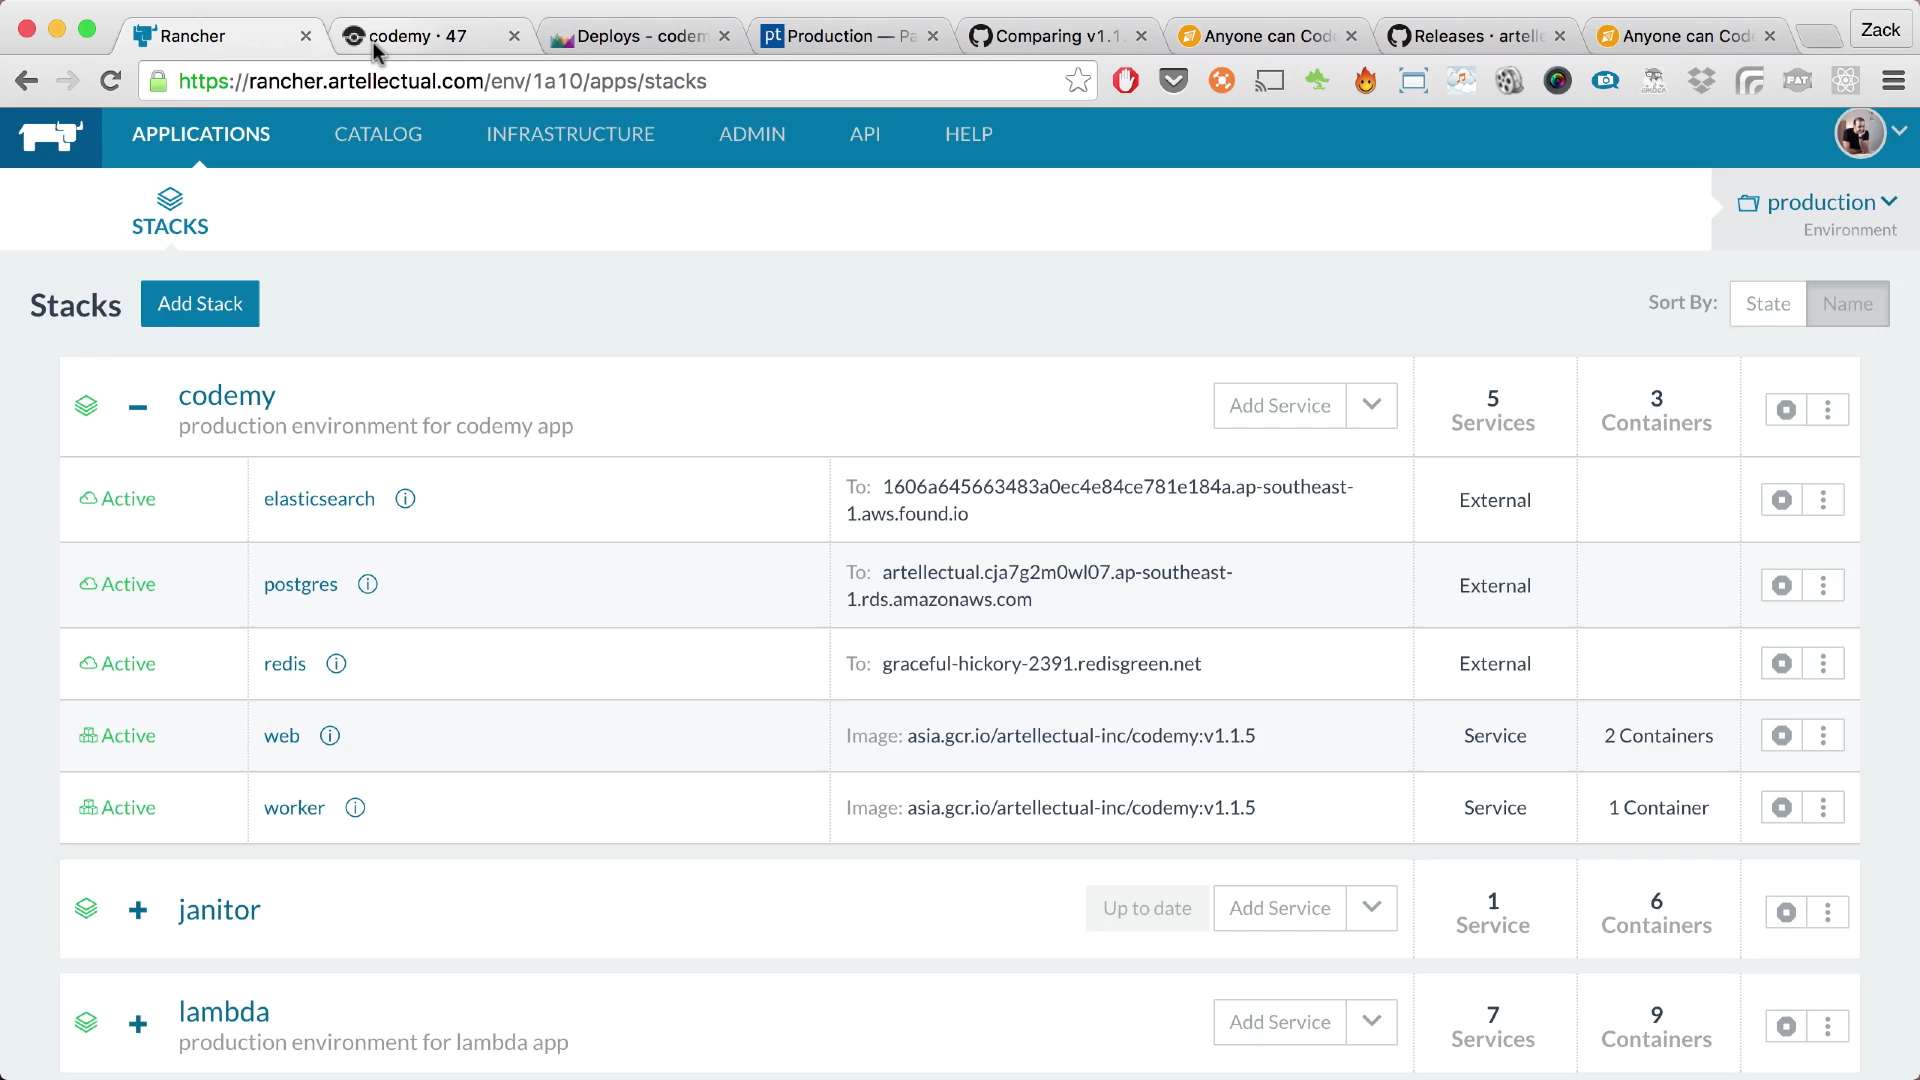 Rancher
codemy · 47
Deploys - codem
pt Production — Pa
Comparing v1.1.
Anyone can Cod
Releases · artelle
Anyone can Cod
Zack
https://rancher.artellectual.com/env/1a10/apps/stacks
APPLICATIONS
CATALOG
INFRASTRUCTURE
ADMIN
API
HELP
STACKS
production
Environment
Stacks
Add Stack
Sort By:
State
Name
codemy
production environment for codemy app
Add Service
5
Services
3
Containers
Active
elasticsearch
To: 1606a645663483a0ec4e84ce781e184a.ap-southeast-
1.aws.found.io
External
Active
postgres
To: artellectual.cja7g2m0wl07.ap-southeast-
1.rds.amazonaws.com
External
Active
redis
To: graceful-hickory-2391.redisgreen.net
External
Active
web
Image: asia.gcr.io/artellectual-inc/codemy:v1.1.5
Service
2 Containers
Active
worker
Image: asia.gcr.io/artellectual-inc/codemy:v1.1.5
Service
1 Container
janitor
Up to date
Add Service
1
Service
6
Containers
lambda
production environment for lambda app
Add Service
7
Services
9
Containers